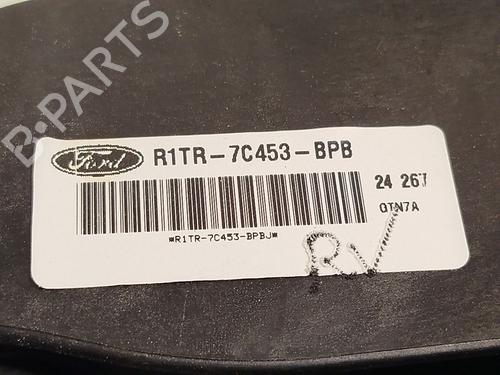 B-PARTS
Ford R1TR-7C453-BPB
24 267
*R1TR-7C453-BPBJ* QTN7A
RV